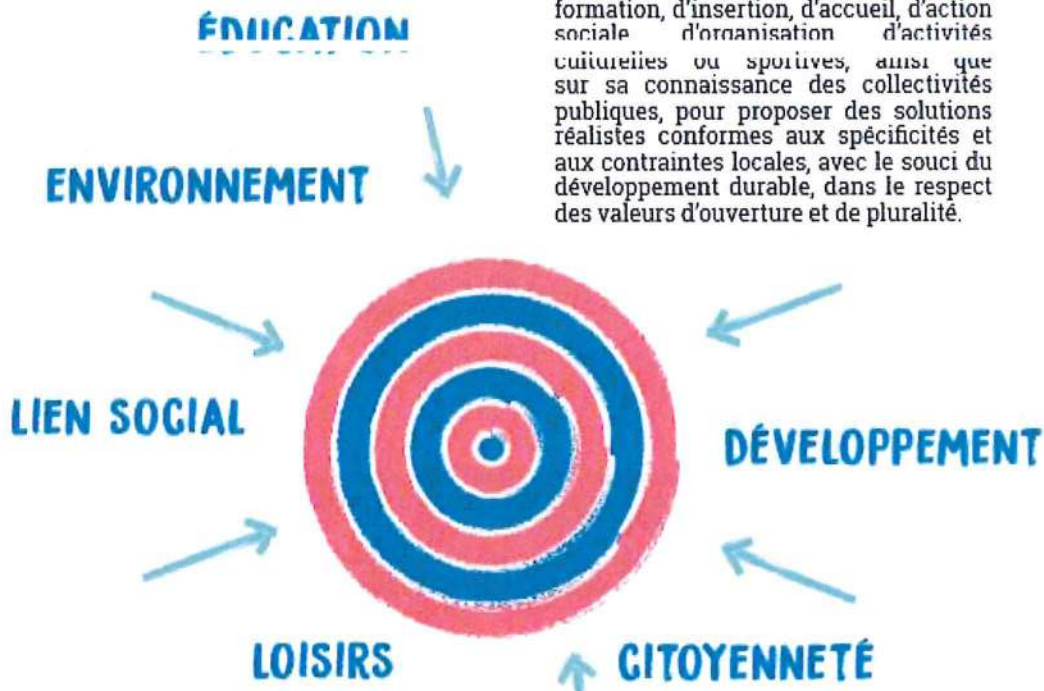 ÉDUCATION
formation, d'insertion, d'accueil, d'action
sociale d'organisation d'activités
culturelles ou sportives, ainsi que
sur sa connaissance des collectivités
publiques, pour proposer des solutions
réalistes conformes aux spécificités et
aux contraintes locales, avec le souci du
développement durable, dans le respect
des valeurs d'ouverture et de pluralité.
ENVIRONNEMENT
LIEN SOCIAL
DÉVELOPPEMENT
LOISIRS
CITOYENNETÉ